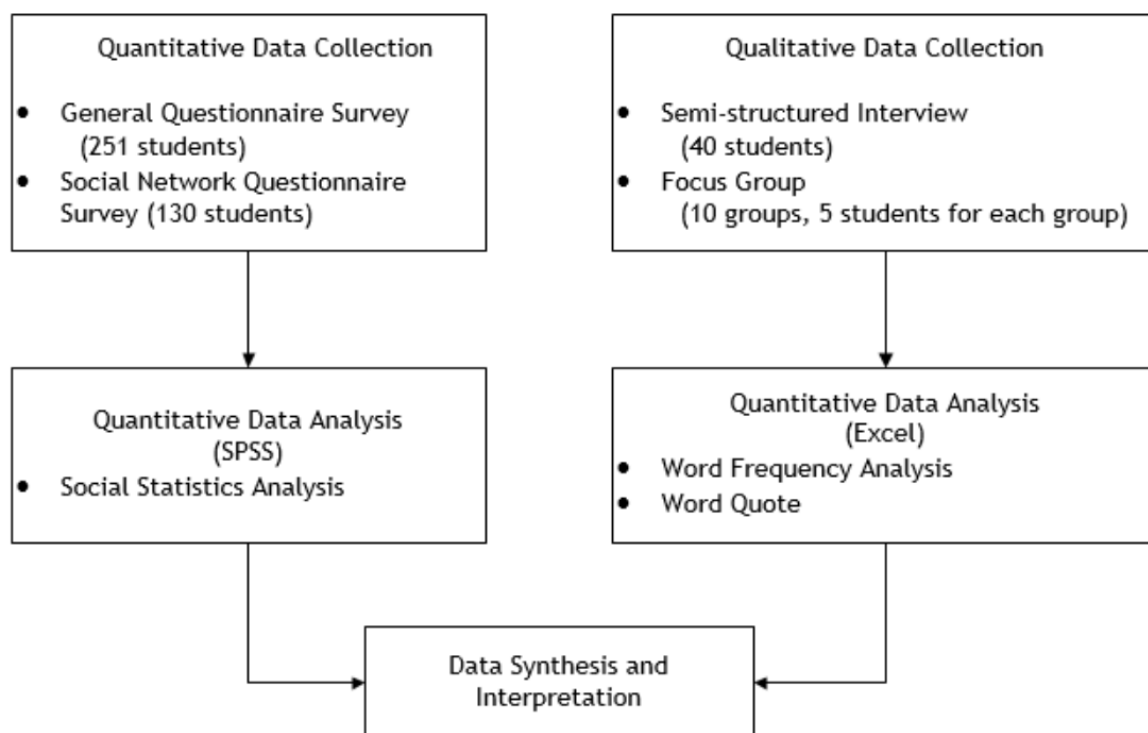 Quantitative Data Collection
• General Questionnaire Survey
(251 students)
• Social Network Questionnaire
Survey (130 students)
Qualitative Data Collection
• Semi-structured Interview
(40 students)
• Focus Group
(10 groups, 5 students for each group)
Quantitative Data Analysis
(SPSS)
• Social Statistics Analysis
Quantitative Data Analysis
(Excel)
• Word Frequency Analysis
• Word Quote
Data Synthesis and
Interpretation